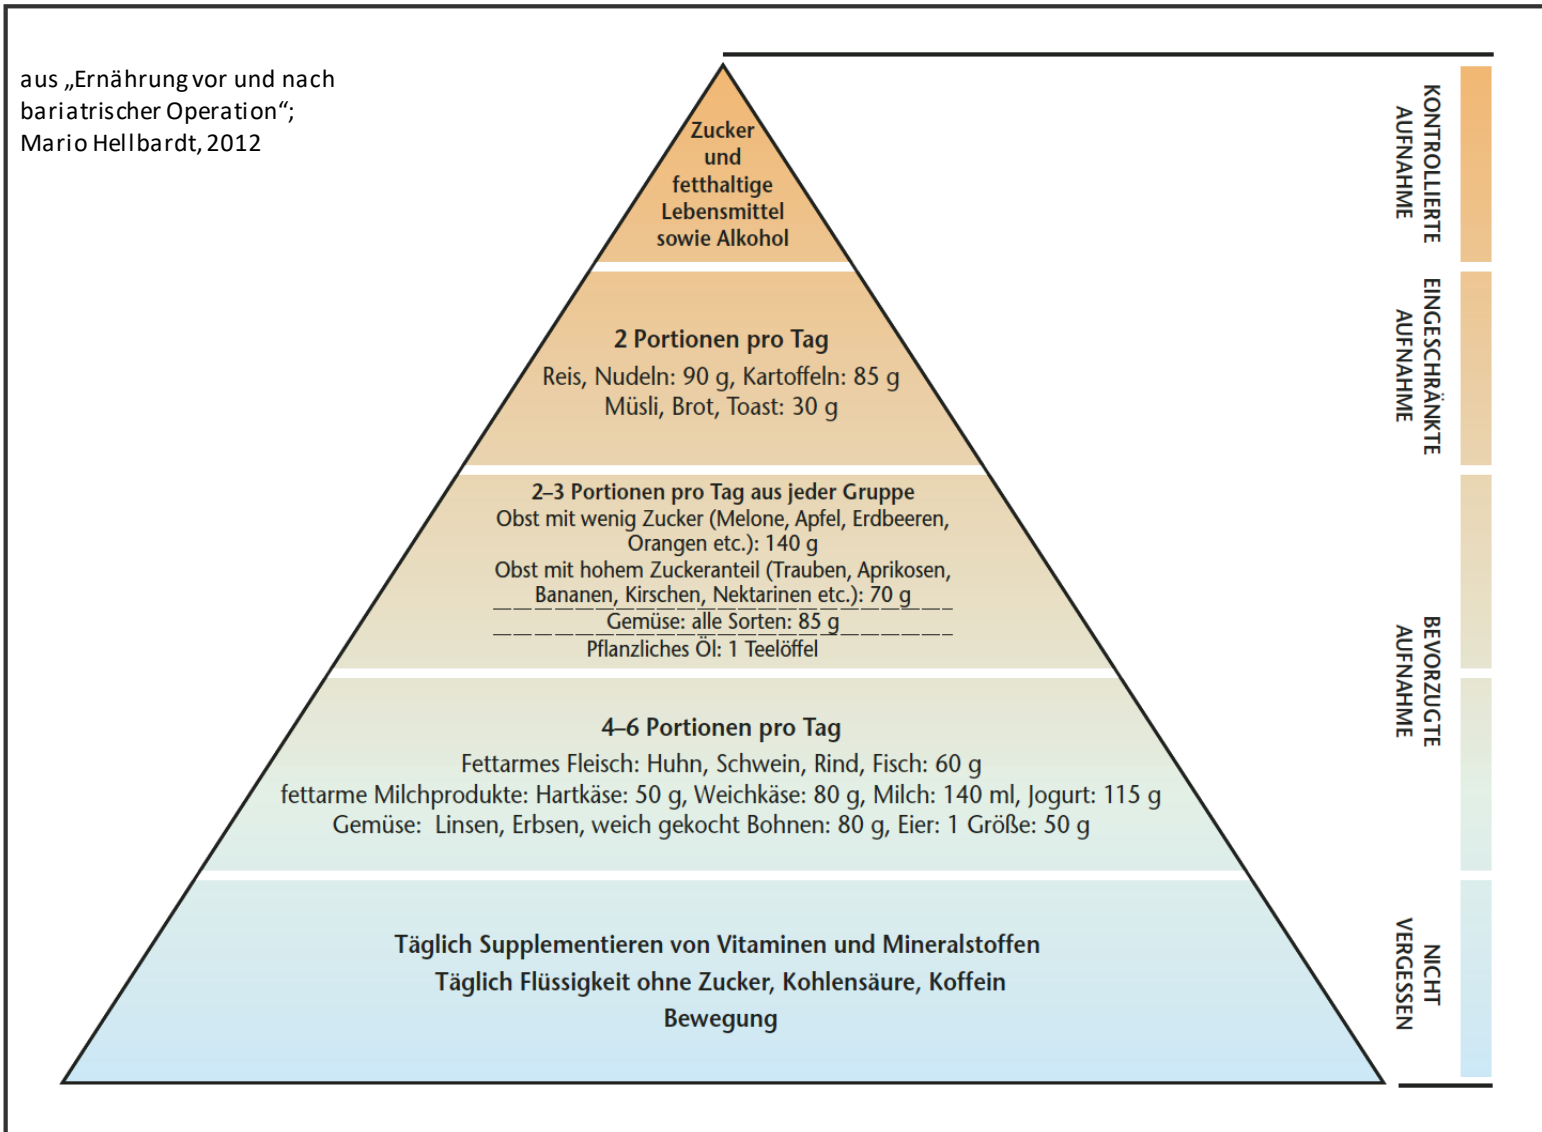 aus „Ernährung vor und nach
bariatrischer Operation“;
Mario Hellbardt, 2012
Zucker
und
fetthaltige
Lebensmittel
sowie Alkohol
KONTROLLIERTE
AUFNAHME
2 Portionen pro Tag
Reis, Nudeln: 90 g, Kartoffeln: 85 g
Müsli, Brot, Toast: 30 g
EINGESCHRÄNKTE
AUFNAHME
2–3 Portionen pro Tag aus jeder Gruppe
Obst mit wenig Zucker (Melone, Apfel, Erdbeeren,
Orangen etc.): 140 g
Obst mit hohem Zuckeranteil (Trauben, Aprikosen,
Bananen, Kirschen, Nektarinen etc.): 70 g
Gemüse: alle Sorten: 85 g
Pflanzliches Öl: 1 Teelöffel
BEVORZUGTE
AUFNAHME
4–6 Portionen pro Tag
Fettarmes Fleisch: Huhn, Schwein, Rind, Fisch: 60 g
fettarme Milchprodukte: Hartkäse: 50 g, Weichkäse: 80 g, Milch: 140 ml, Jogurt: 115 g
Gemüse: Linsen, Erbsen, weich gekocht Bohnen: 80 g, Eier: 1 Größe: 50 g
Täglich Supplementieren von Vitaminen und Mineralstoffen
Täglich Flüssigkeit ohne Zucker, Kohlensäure, Koffein
Bewegung
NICHT
VERGESSEN